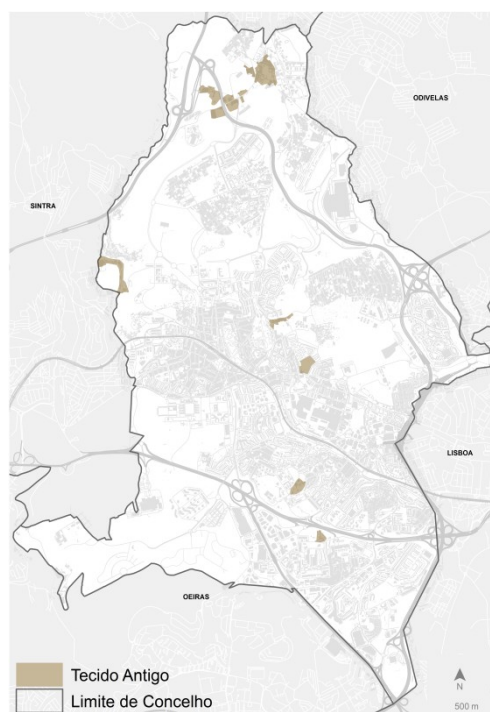 ODIVELAS
SINTRA
LISBOA
OEIRAS
Tecido Antigo
Limite de Concelho
N
500 m